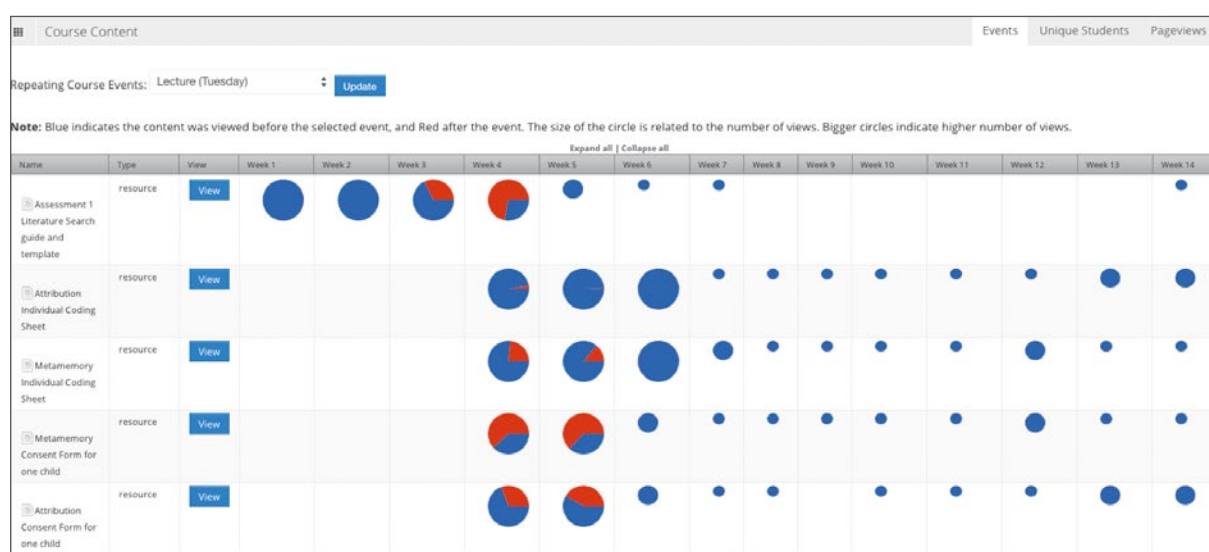 Course Content
Events Unique Students Pageviews
Repeating Course Events: Lecture (Tuesday) Update
Note: Blue indicates the content was viewed before the selected event, and Red after the event. The size of the circle is related to the number of views. Bigger circles indicate higher number of views.
Expand all | Collapse all
Name Type View Week 1 Week 2 Week 3 Week 4 Week 5 Week 6 Week 7 Week 8 Week 9 Week 10 Week 11 Week 12 Week 13 Week 14
resource View
Assessment 1
Literature Search
guide and
template
resource View
Attribution
Individual Coding
Sheet
resource View
Metamemory
Individual Coding
Sheet
resource View
Metamemory
Consent Form for
one child
resource View
Attribution
Consent Form for
one child